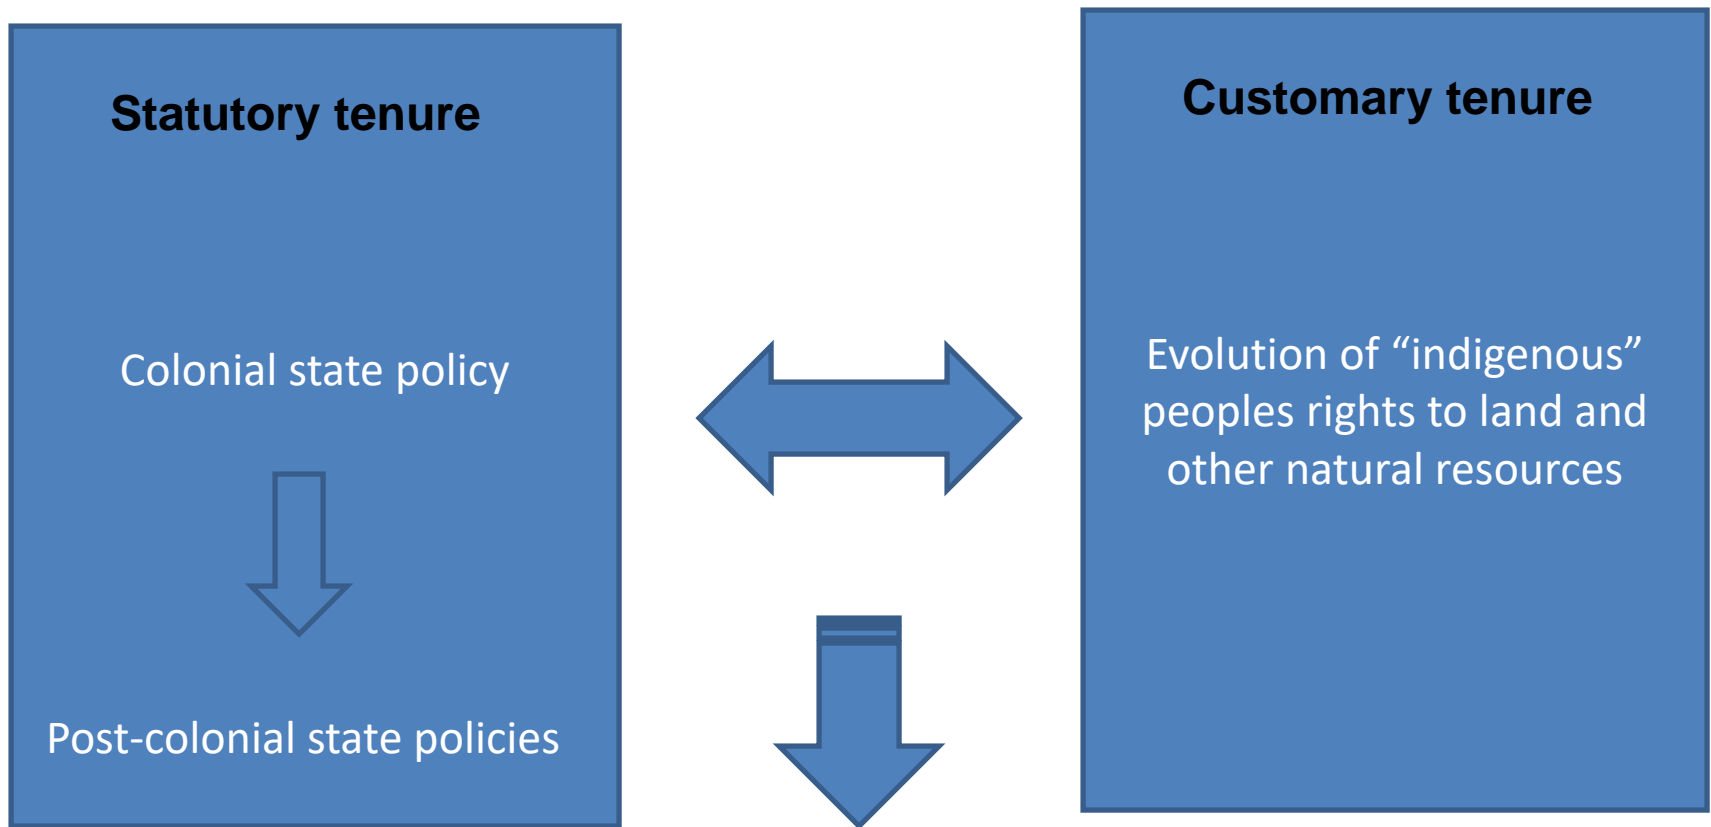 Statutory tenure
Colonial state policy
Post-colonial state policies
Customary tenure
Evolution of “indigenous”
peoples rights to land and
other natural resources